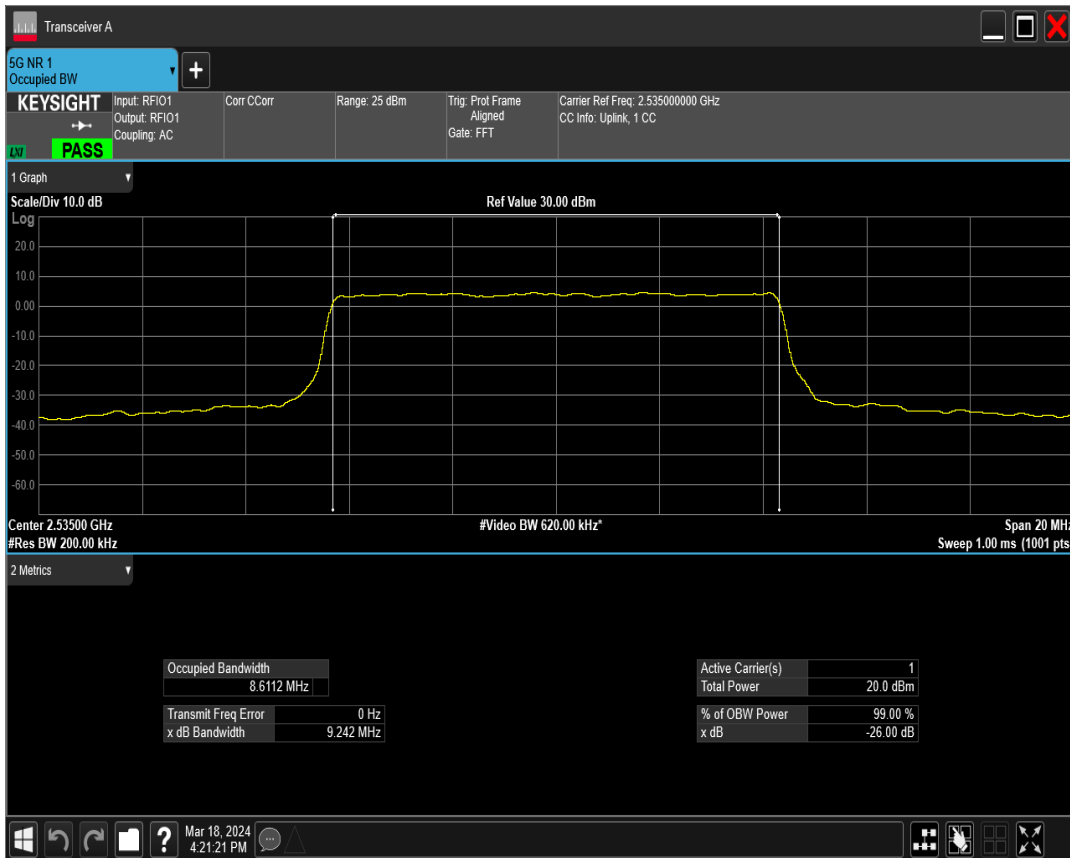 Transceiver A
5G NR 1
Occupied BW
+
KEYSIGHT
Input: RFIO1
Output: RFIO1
Coupling: AC
LXI
PASS
Corr CCorr
Range: 25 dBm
Trig: Prot Frame
Aligned
Gate: FFT
Carrier Ref Freq: 2.535000000 GHz
CC Info: Uplink, 1 CC
1 Graph
Scale/Div 10.0 dB
Ref Value 30.00 dBm
Log
20.0
10.0
0.00
-10.0
-20.0
-30.0
-40.0
-50.0
-60.0
Center 2.53500 GHz
#Video BW 620.00 kHz*
Span 20 MHz
#Res BW 200.00 kHz
Sweep 1.00 ms (1001 pts
2 Metrics
Occupied Bandwidth
8.6112 MHz
Transmit Freq Error 0 Hz
x dB Bandwidth 9.242 MHz
Active Carrier(s) 1
Total Power 20.0 dBm
% of OBW Power 99.00 %
x dB -26.00 dB
?
Mar 18, 2024
4:21:21 PM